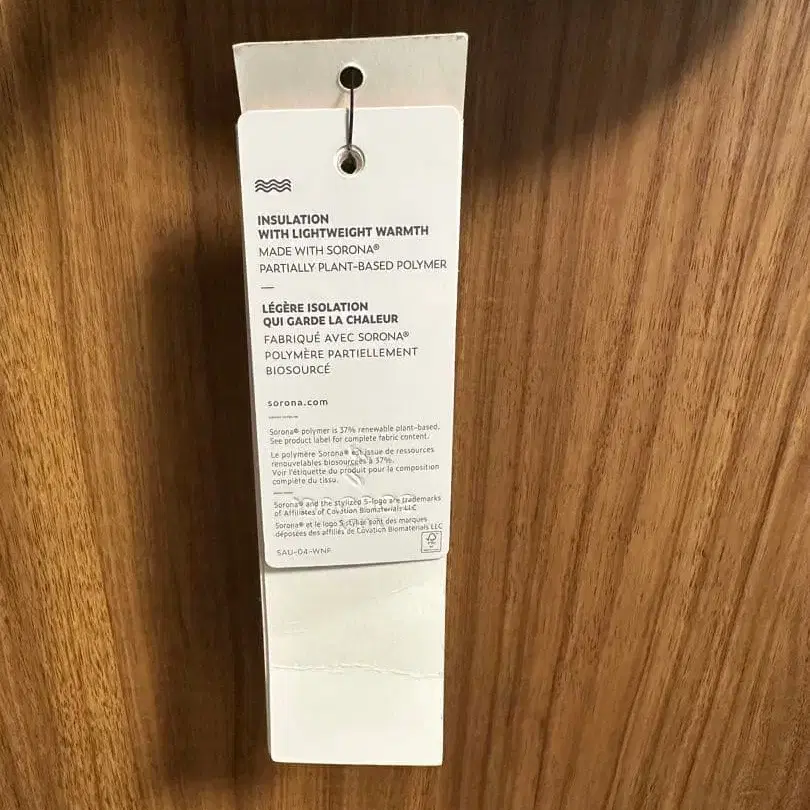 INSULATION
WITH LIGHTWEIGHT WARMTH
MADE WITH SORONA®
PARTIALLY PLANT-BASED POLYMER
LÉGÈRE ISOLATION
QUI GARDE LA CHALEUR
FABRIQUÉ AVEC SORONA®
POLYMÈRE PARTIELLEMENT
BIOSOURCÉ
sorona.com
Sorona® polymer is 37% renewable plant-based.
See product label for complete fabric content.
Le polymère Sorona® est issue de ressources
renouvelables biosourcées à 37%.
Voir l'étiquette du produit pour la composition
complète du tissu.
Sorona® and the stylized S-logo are trademarks
of Affiliates of Covation Biomaterials LLC
Sorona® et le logo S stylisé sont des marques
déposées des affiliés de Covation Biomaterials LLC
SAU-04-WNF